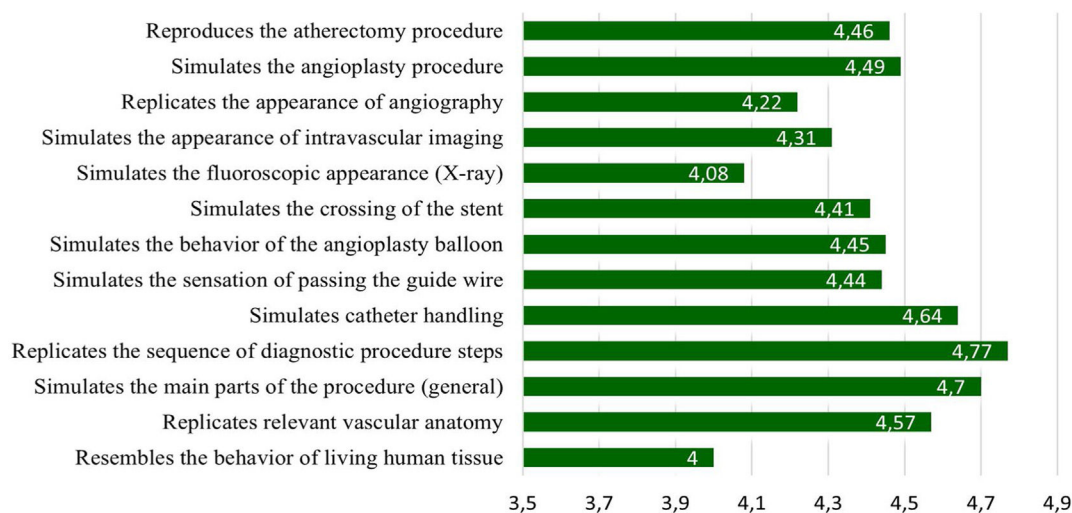 Reproduces the atherectomy procedure 4,46
Simulates the angioplasty procedure 4,49
Replicates the appearance of angiography 4,22
Simulates the appearance of intravascular imaging 4,31
Simulates the fluoroscopic appearance (X-ray) 4,08
Simulates the crossing of the stent 4,41
Simulates the behavior of the angioplasty balloon 4,45
Simulates the sensation of passing the guide wire 4,44
Simulates catheter handling 4,64
Replicates the sequence of diagnostic procedure steps 4,77
Simulates the main parts of the procedure (general) 4,7
Replicates relevant vascular anatomy 4,57
Resembles the behavior of living human tissue 4
3,5 3,7 3,9 4,1 4,3 4,5 4,7 4,9